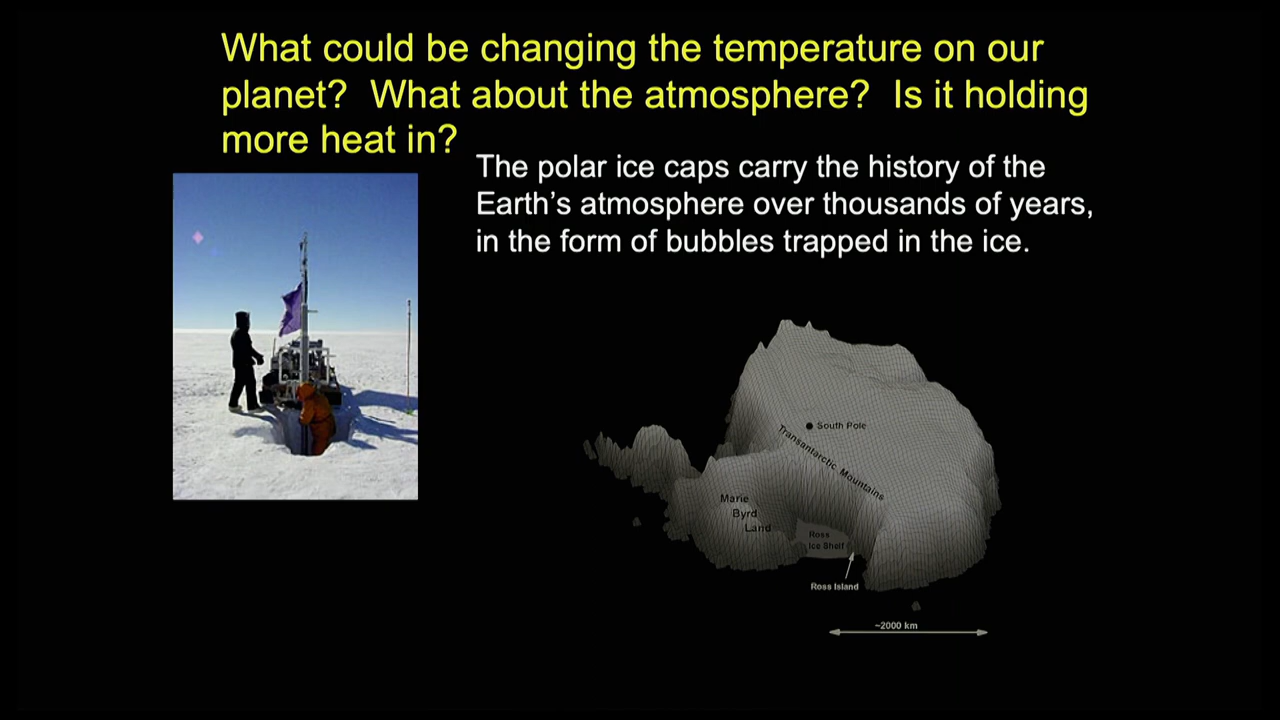 What could be changing the temperature on our
planet?  What about the atmosphere?  Is it holding
more heat in?
The polar ice caps carry the history of the
Earth’s atmosphere over thousands of years,
in the form of bubbles trapped in the ice.
South Pole
Transantarctic Mountains
Marie
Byrd
Land
Ross
Ice Shelf
Ross Island
~2000 km